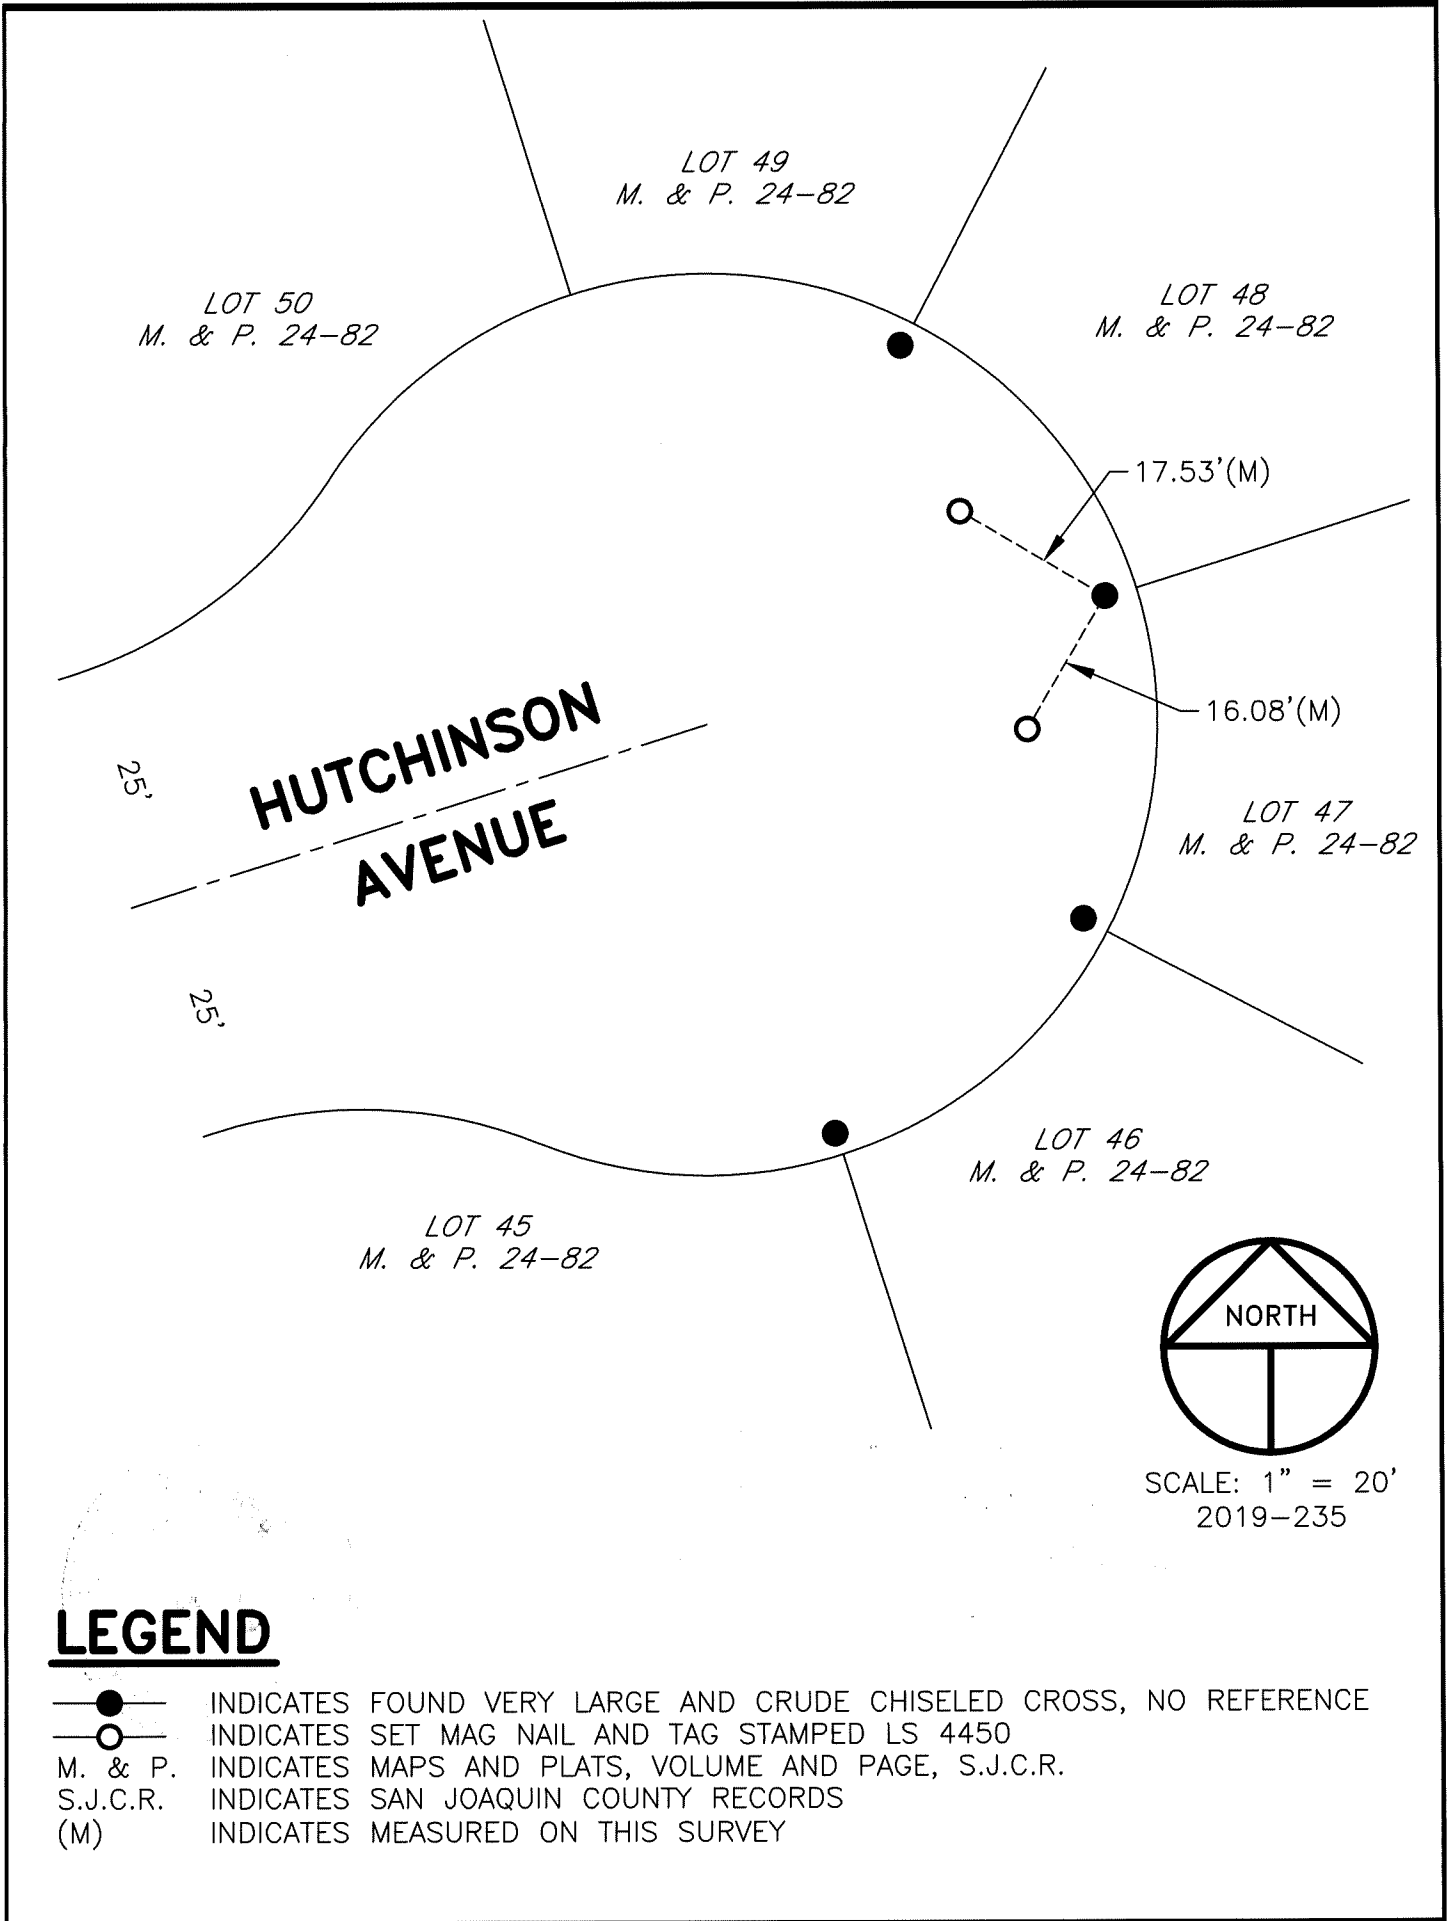 LOT 49
M. & P. 24-82
LOT 50
M. & P. 24-82
LOT 48
M. & P. 24-82
17.53'(M)
16.08'(M)
HUTCHINSON
AVENUE
25'
25'
LOT 47
M. & P. 24-82
LOT 46
M. & P. 24-82
LOT 45
M. & P. 24-82
NORTH
SCALE: 1" = 20'
2019-235
LEGEND
INDICATES FOUND VERY LARGE AND CRUDE CHISELED CROSS, NO REFERENCE
INDICATES SET MAG NAIL AND TAG STAMPED LS 4450
M. & P. INDICATES MAPS AND PLATS, VOLUME AND PAGE, S.J.C.R.
S.J.C.R. INDICATES SAN JOAQUIN COUNTY RECORDS
(M) INDICATES MEASURED ON THIS SURVEY